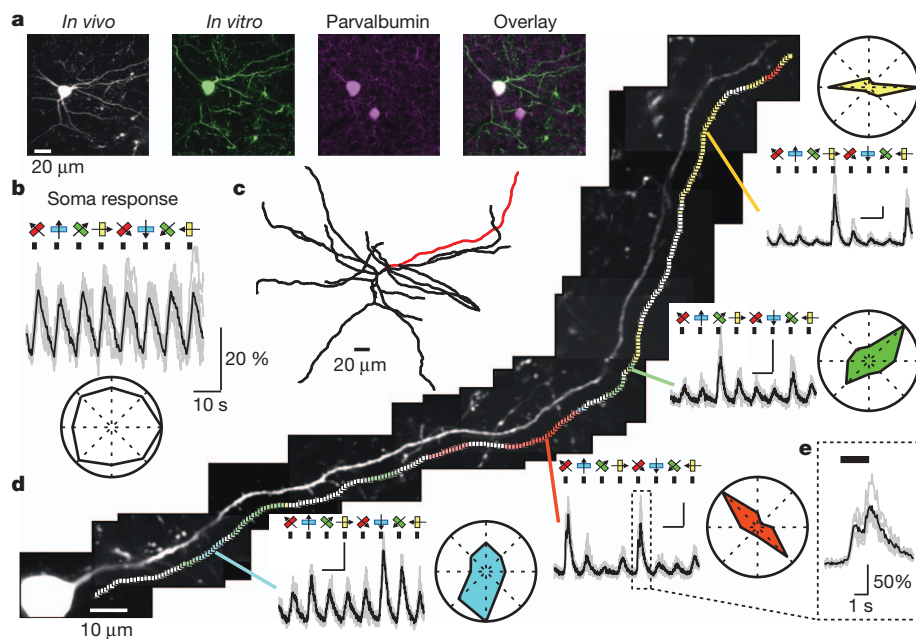 a
In vivo
In vitro
Parvalbumin
Overlay
20 μm
b
Soma response
20 %
10 s
c
20 μm
d
10 μm
e
50%
1 s